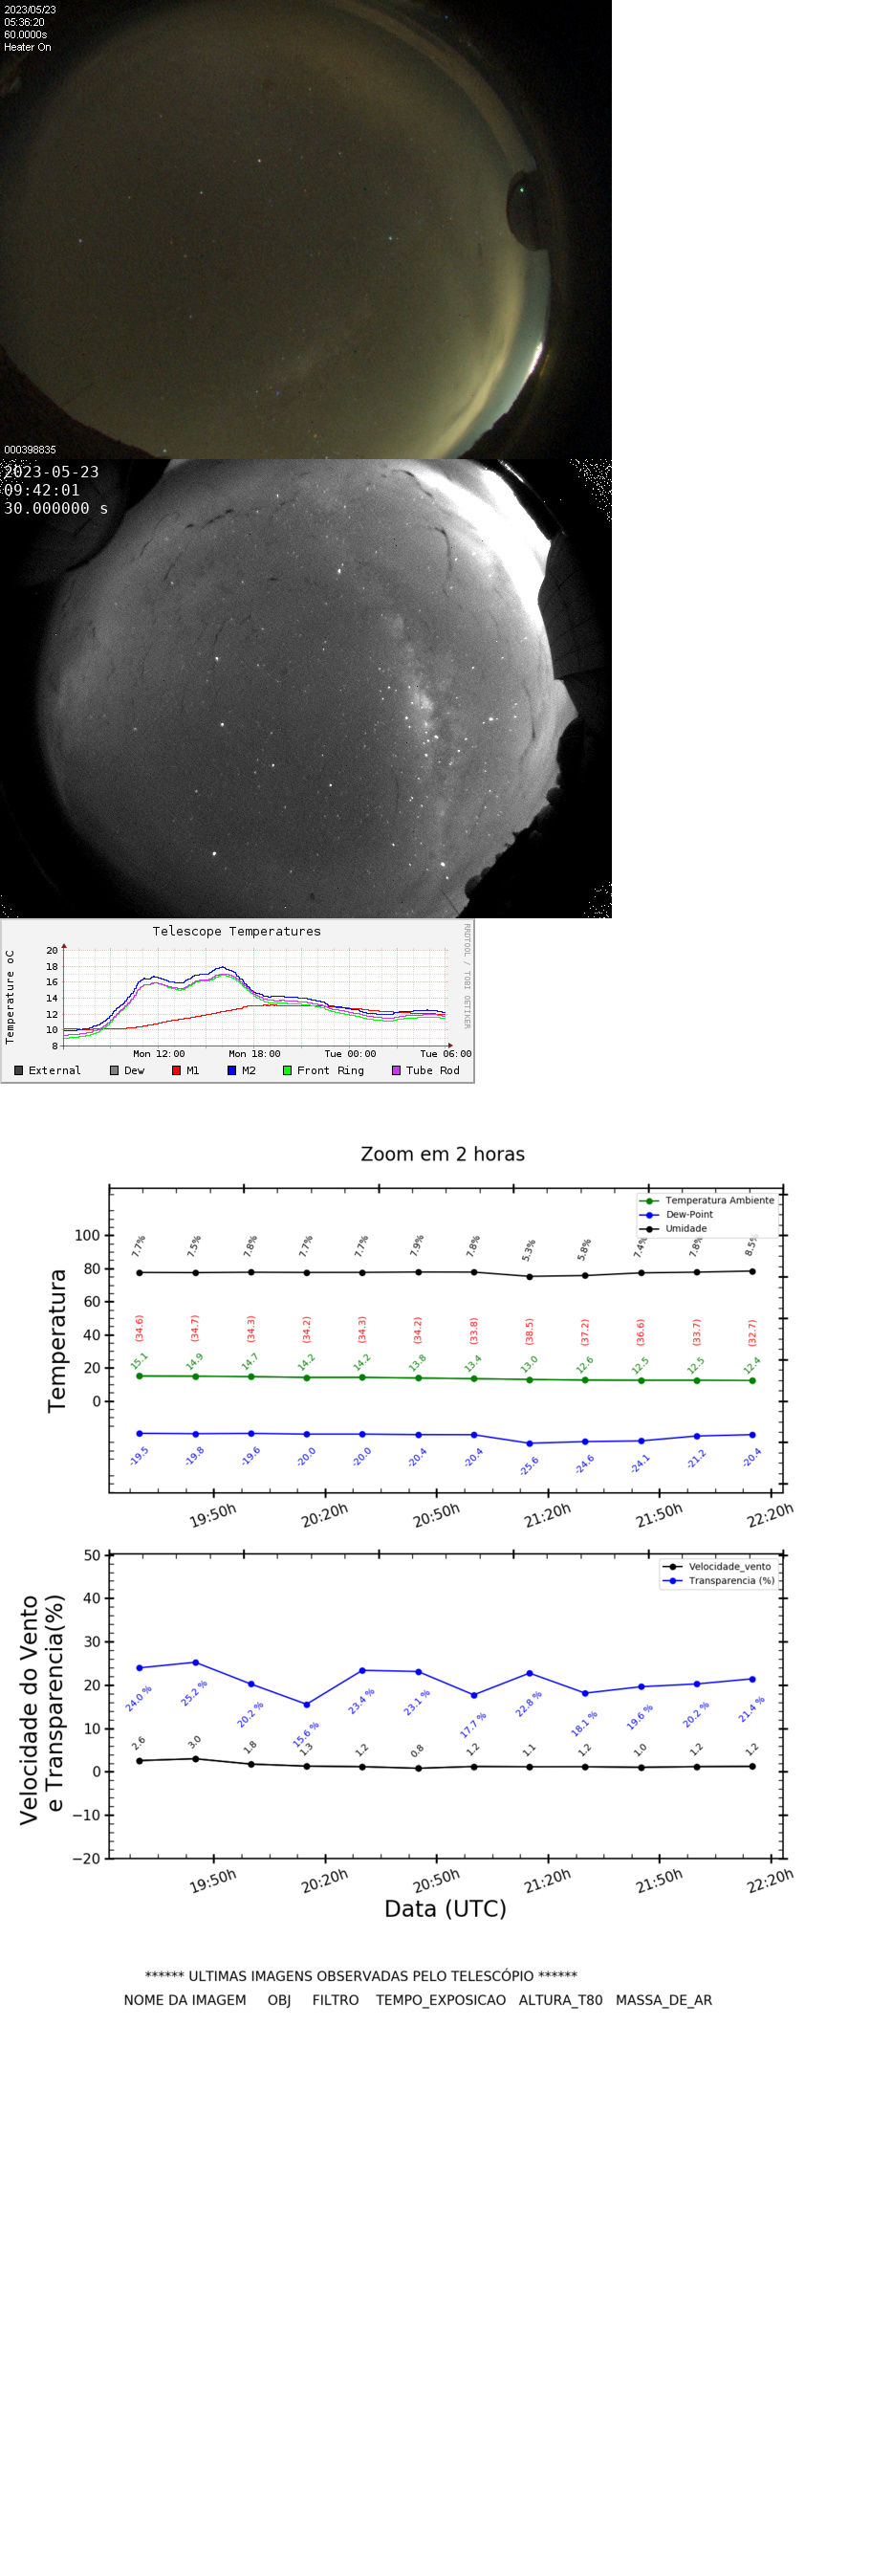 2023/05/23
05:36:20
60.0000s
Heater On
000398835
2023-05-23
09:42:01
30.000000 s
Telescope Temperatures
RRDTOOL / TOBI OETIKER
Temperature oC
20
18
16
14
12
10
8
Mon 12:00 Mon 18:00 Tue 00:00 Tue 06:00
External Dew M1 M2 Front Ring Tube Rod
Zoom em 2 horas
Temperatura Ambiente
Dew-Point
Umidade
Temperatura
100
80
60
40
20
0
7.7% 7.5% 7.8% 7.7% 7.7% 7.9% 7.8% 5.3% 5.8% 7.4% 7.8% 8.5%
(34.6) (34.7) (34.3) (34.2) (34.3) (34.2) (33.8) (38.5) (37.2) (36.6) (33.7) (32.7)
15.1 14.9 14.7 14.2 14.2 13.8 13.4 13.0 12.6 12.5 12.5 12.4
-19.5 -19.8 -19.6 -20.0 -20.0 -20.4 -20.4 -25.6 -24.6 -24.1 -21.2 -20.4
19:50h 20:20h 20:50h 21:20h 21:50h 22:20h
Velocidade_vento
Transparencia (%)
Velocidade do Vento
e Transparencia(%)
50
40
30
20
10
0
−10
−20
24.0 % 25.2 % 20.2 % 15.6 % 23.4 % 23.1 % 17.7 % 22.8 % 18.1 % 19.6 % 20.2 % 21.4 %
2.6 3.0 1.8 1.3 1.2 0.8 1.2 1.1 1.2 1.0 1.2 1.2
19:50h 20:20h 20:50h 21:20h 21:50h 22:20h
Data (UTC)
****** ULTIMAS IMAGENS OBSERVADAS PELO TELESCÓPIO ******
NOME DA IMAGEM OBJ FILTRO TEMPO_EXPOSICAO ALTURA_T80 MASSA_DE_AR